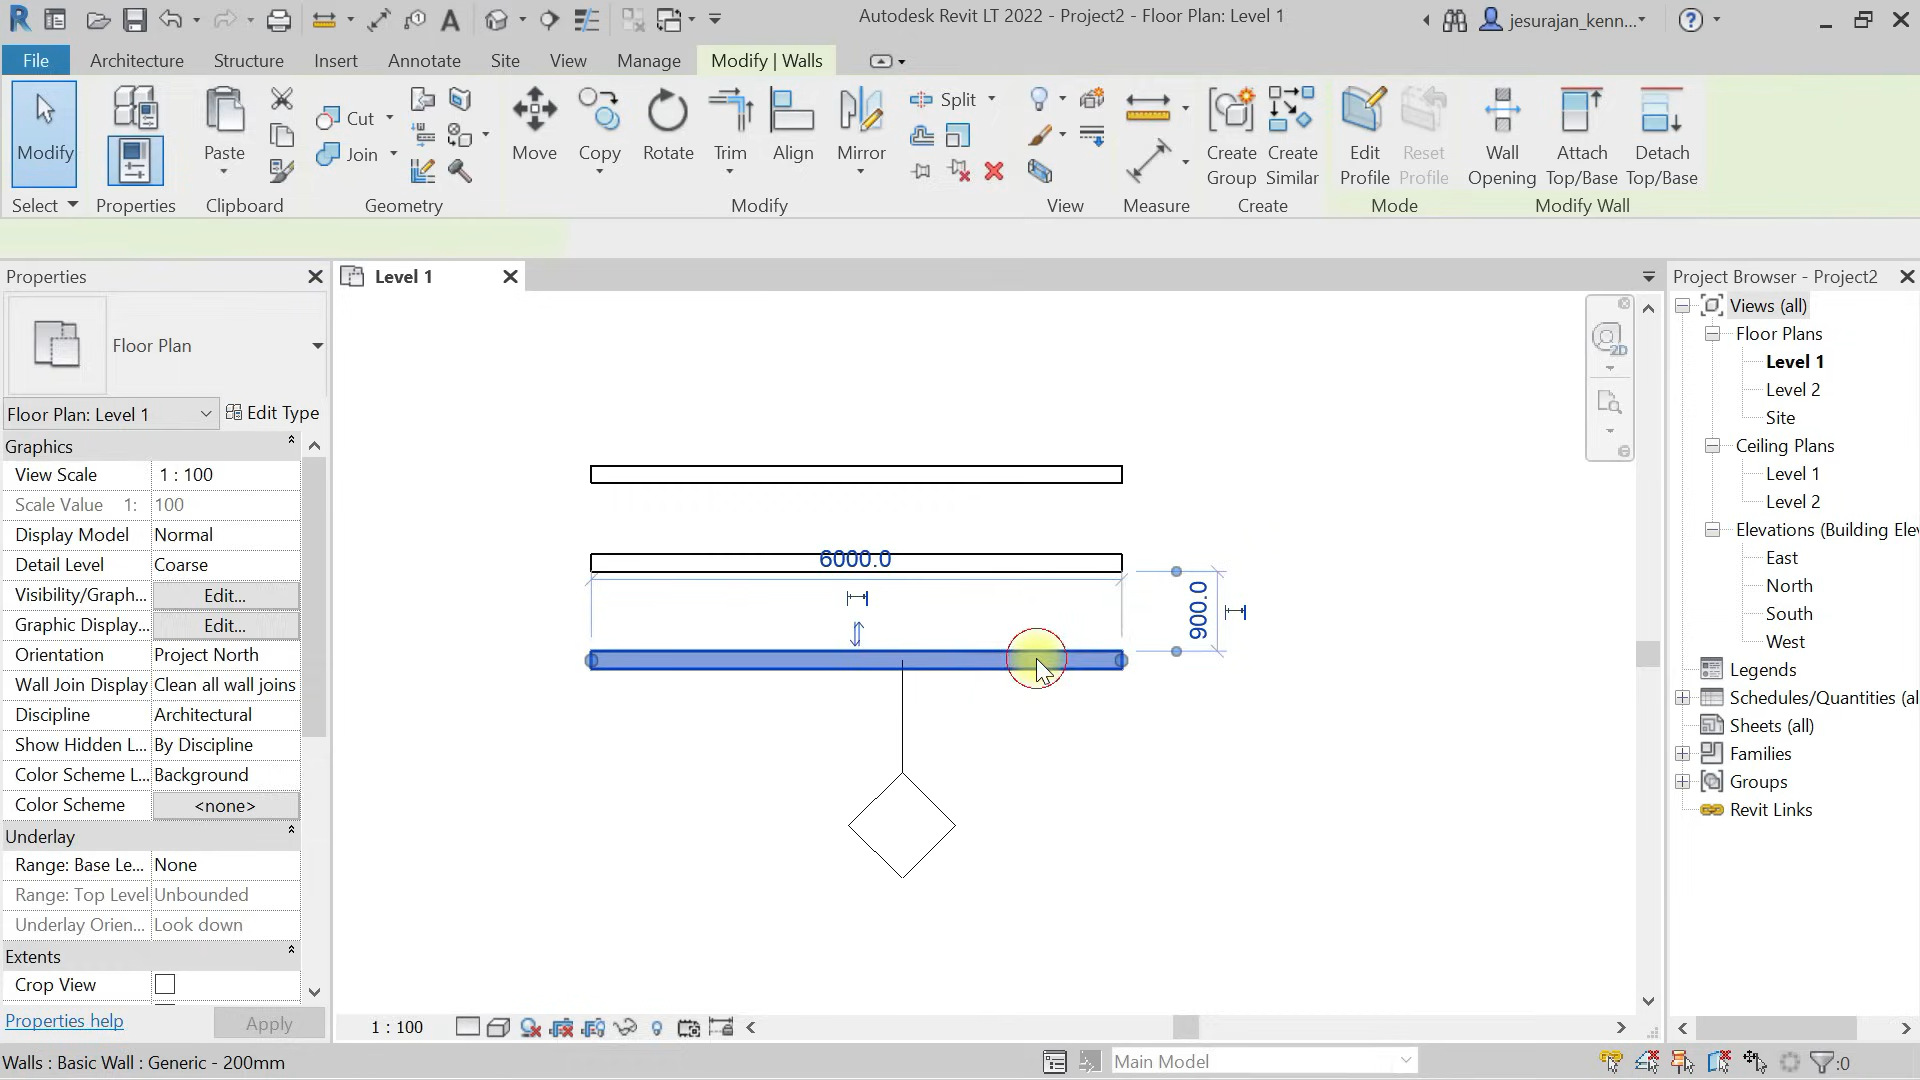 Autodesk Revit LT 2022 - Project2 - Floor Plan: Level 1
jesurajan_kenn...
File
Architecture
Structure
Insert
Annotate
Site
View
Manage
Modify | Walls
Modify
Paste
Cut
Join
Move
Copy
Rotate
Trim
Align
Mirror
Split
Create Group
Create Similar
Edit Profile
Reset Profile
Wall Opening
Attach Top/Base
Detach Top/Base
Select
Properties
Clipboard
Geometry
Modify
View
Measure
Create
Mode
Modify Wall
Properties
Floor Plan
Floor Plan: Level 1
Edit Type
Graphics
View Scale 1 : 100
Scale Value 1: 100
Display Model Normal
Detail Level Coarse
Visibility/Graph... Edit...
Graphic Display... Edit...
Orientation Project North
Wall Join Display Clean all wall joins
Discipline Architectural
Show Hidden L... By Discipline
Color Scheme L... Background
Color Scheme <none>
Underlay
Range: Base Le... None
Range: Top Level Unbounded
Underlay Orien... Look down
Extents
Crop View
Properties help
Apply
Level 1
2D
6000.0
900.0
1 : 100
Project Browser - Project2
Views (all)
Floor Plans
Level 1
Level 2
Site
Ceiling Plans
Level 1
Level 2
Elevations (Building Ele
East
North
South
West
Legends
Schedules/Quantities (al
Sheets (all)
Families
Groups
Revit Links
Walls : Basic Wall : Generic - 200mm
Main Model
:0